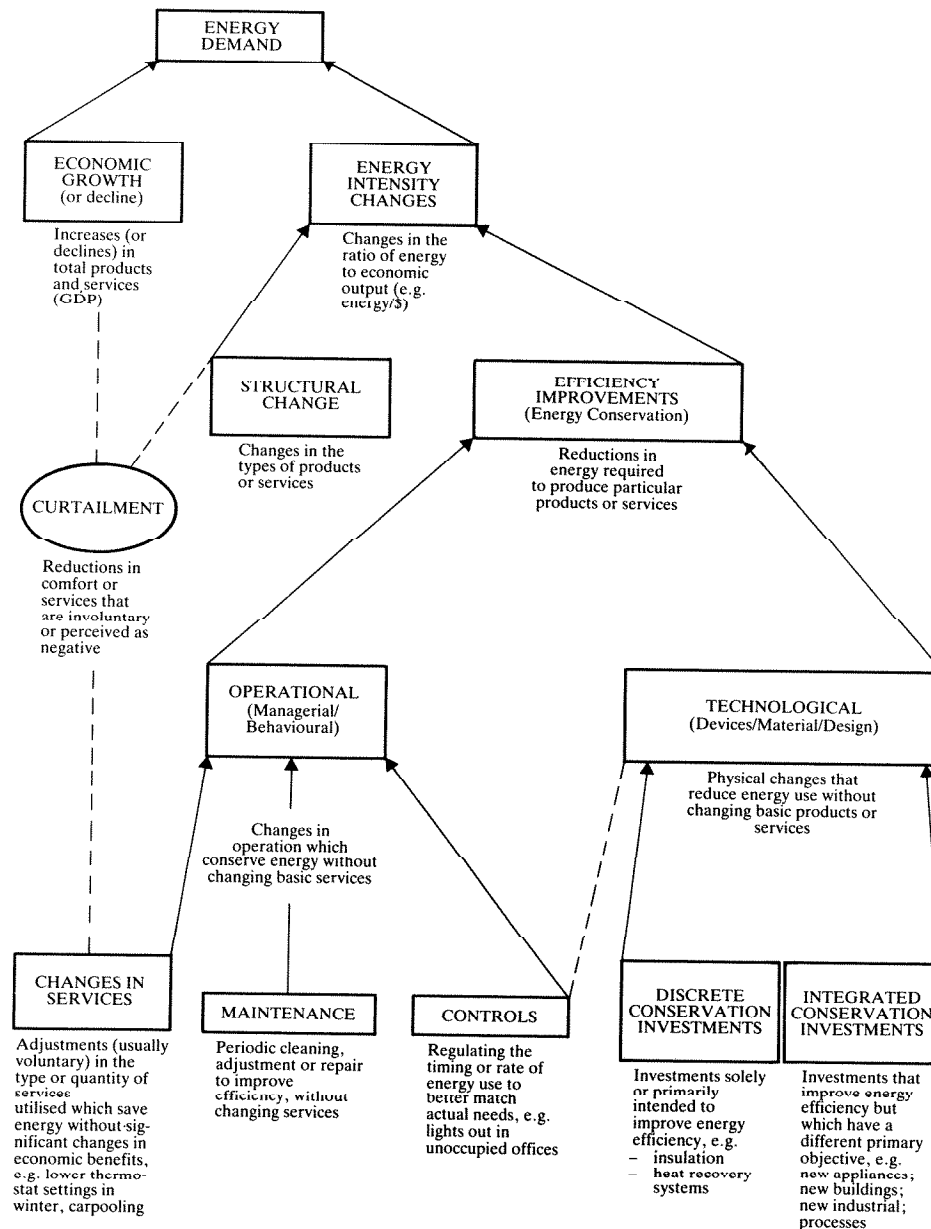 ENERGY
DEMAND
ECONOMIC
GROWTH
(or decline)
Increases (or
declines) in
total products
and services
(GDP)
ENERGY
INTENSITY
CHANGES
Changes in the
ratio of energy
to economic
output (e.g.
energy/$)
STRUCTURAL
CHANGE
Changes in the
types of products
or services
EFFICIENCY
IMPROVEMENTS
(Energy Conservation)
Reductions in
energy required
to produce particular
products or services
CURTAILMENT
Reductions in
comfort or
services that
are involuntary
or perceived as
negative
OPERATIONAL
(Managerial/
Behavioural)
Changes in
operation which
conserve energy without
changing basic services
TECHNOLOGICAL
(Devices/Material/Design)
Physical changes that
reduce energy use without
changing basic products or
services
CHANGES IN
SERVICES
Adjustments (usually
voluntary) in the
type or quantity of
services
utilised which save
energy without sig-
nificant changes in
economic benefits,
e.g. lower thermo-
stat settings in
winter, carpooling
MAINTENANCE
Periodic cleaning,
adjustment or repair
to improve
efficiency, without
changing services
CONTROLS
Regulating the
timing or rate of
energy use to
better match
actual needs, e.g.
lights out in
unoccupied offices
DISCRETE
CONSERVATION
INVESTMENTS
Investments solely
or primarily
intended to
improve energy
efficiency, e.g.
– insulation
– heat recovery
systems
INTEGRATED
CONSERVATION
INVESTMENTS
Investments that
improve energy
efficiency but
which have a
different primary
objective, e.g.
new appliances;
new buildings;
new industrial;
processes